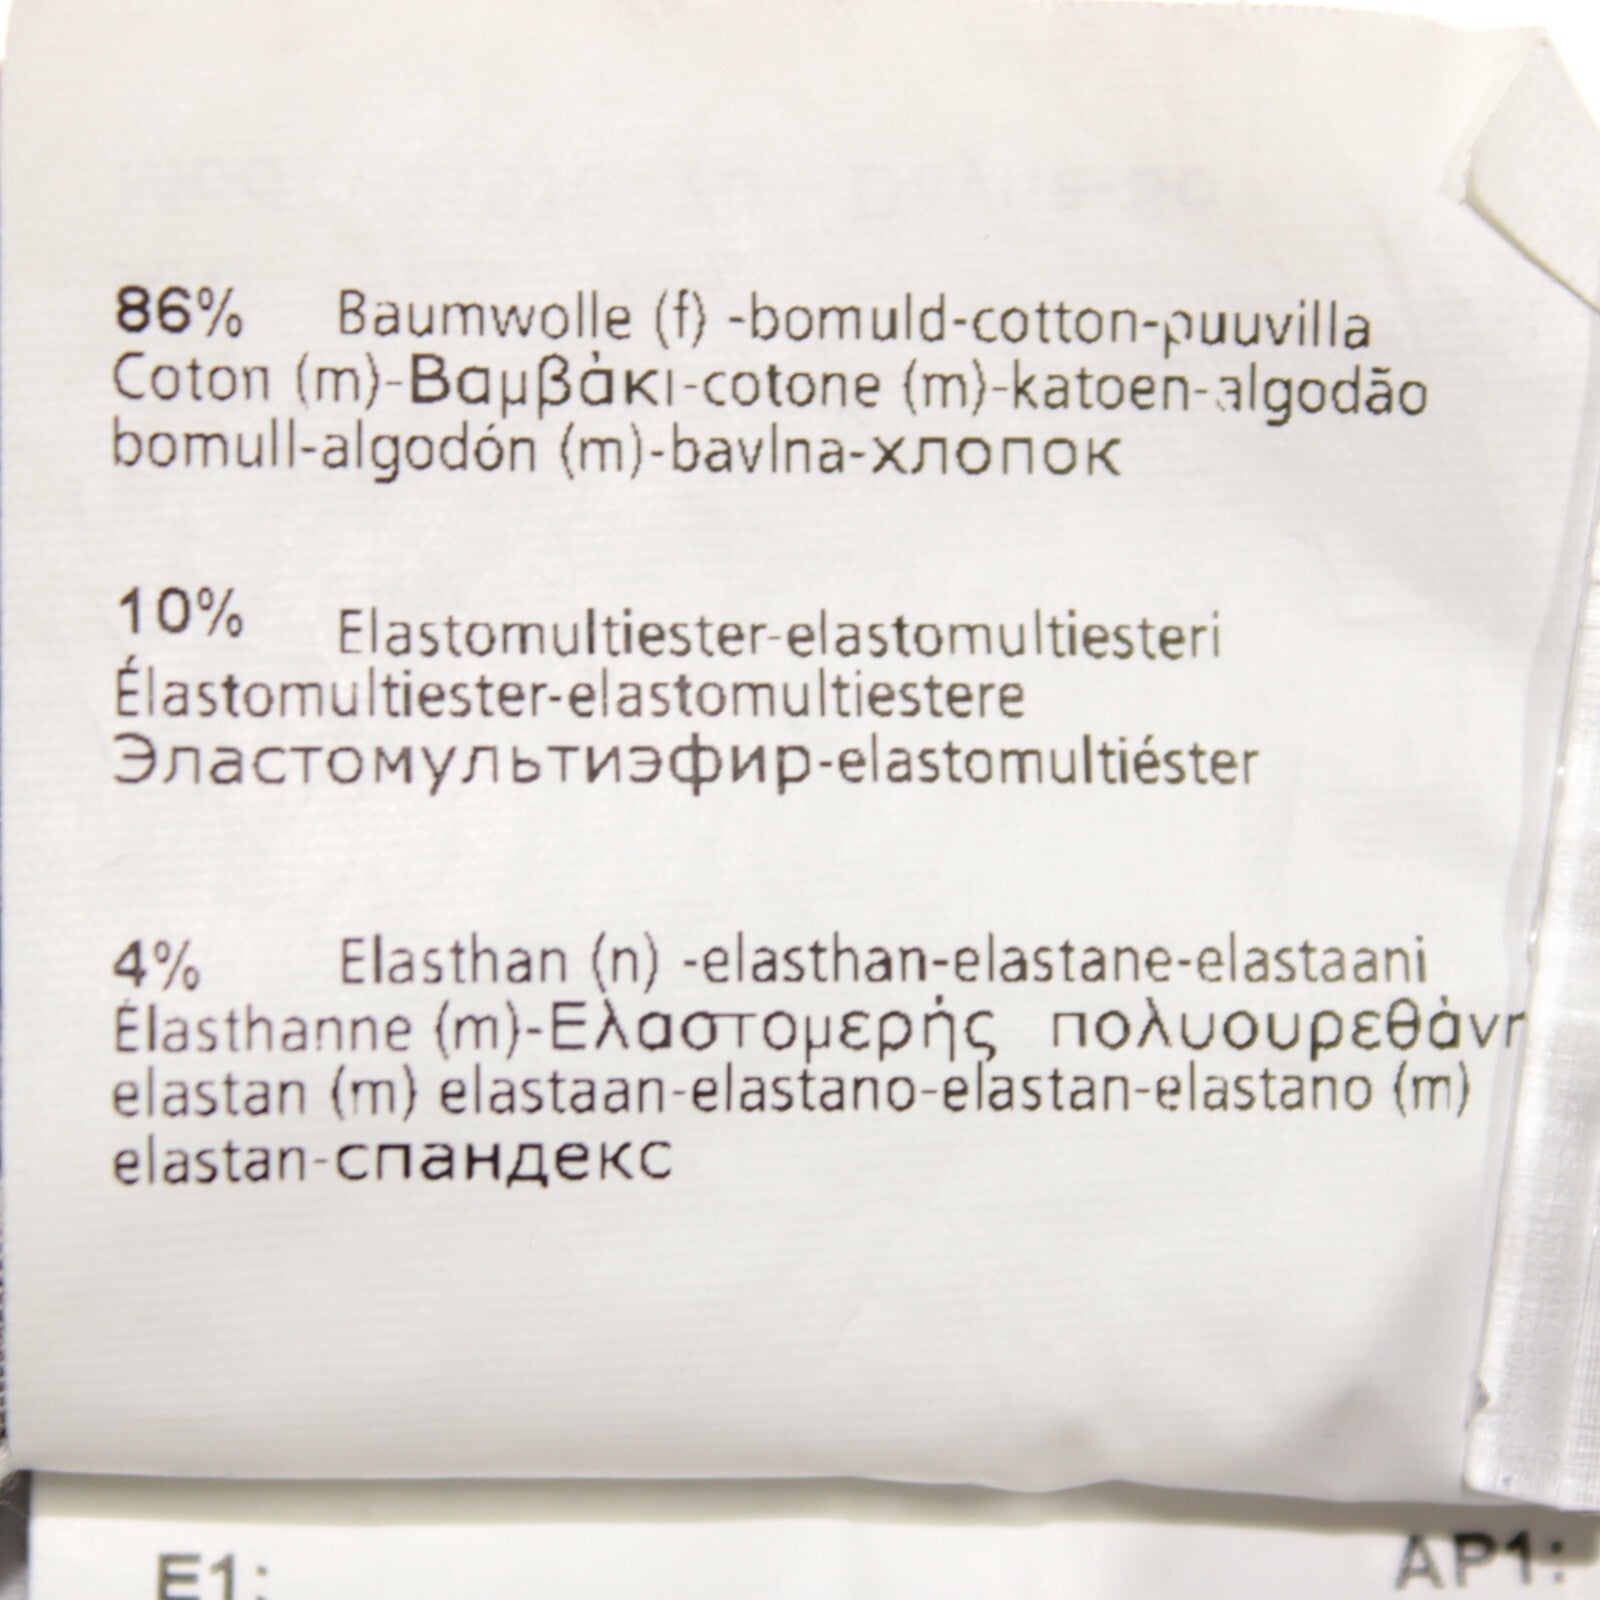 86% Baumwolle (f) -bomuld-cotton-puuvilla
Coton (m)-Βαμβάκι-cotone (m)-katoen-algodão
bomull-algodón (m)-bavlna-хлопок
10% Elastomultiester-elastomultiesteri
Élastomultiester-elastomultiestere
Эластомультиэфир-elastomultiéster
4% Elasthan (n) -elasthan-elastane-elastaani
Élasthanne (m)-Ελαστομερής
elastan (m) elastaan-elastano-elastan-elastano (m)
elastan-спандекс
E1: AP1: